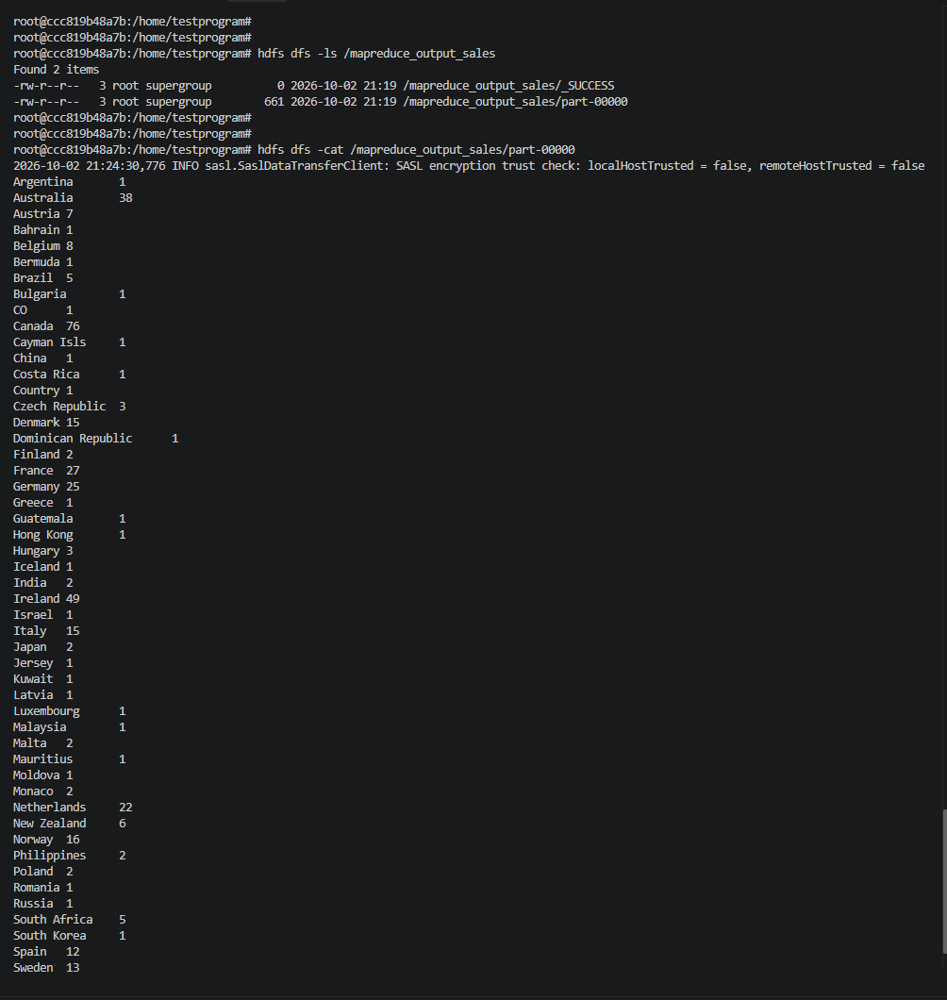 root@ccc819b48a7b:/home/testprogram#
root@ccc819b48a7b:/home/testprogram#
root@ccc819b48a7b:/home/testprogram# hdfs dfs -ls /mapreduce_output_sales
Found 2 items
-rw-r--r--   3 root supergroup          0 2026-10-02 21:19 /mapreduce_output_sales/_SUCCESS
-rw-r--r--   3 root supergroup        661 2026-10-02 21:19 /mapreduce_output_sales/part-00000
root@ccc819b48a7b:/home/testprogram#
root@ccc819b48a7b:/home/testprogram#
root@ccc819b48a7b:/home/testprogram# hdfs dfs -cat /mapreduce_output_sales/part-00000
2026-10-02 21:24:30,776 INFO sasl.SaslDataTransferClient: SASL encryption trust check: localHostTrusted = false, remoteHostTrusted = false
Argentina       1
Australia       38
Austria 7
Bahrain 1
Belgium 8
Bermuda 1
Brazil  5
Bulgaria        1
CO      1
Canada  76
Cayman Isls     1
China   1
Costa Rica      1
Country 1
Czech Republic  3
Denmark 15
Dominican Republic      1
Finland 2
France  27
Germany 25
Greece  1
Guatemala       1
Hong Kong       1
Hungary 3
Iceland 1
India   2
Ireland 49
Israel  1
Italy   15
Japan   2
Jersey  1
Kuwait  1
Latvia  1
Luxembourg      1
Malaysia        1
Malta   2
Mauritius       1
Moldova 1
Monaco  2
Netherlands     22
New Zealand     6
Norway  16
Philippines     2
Poland  2
Romania 1
Russia  1
South Africa    5
South Korea     1
Spain   12
Sweden  13